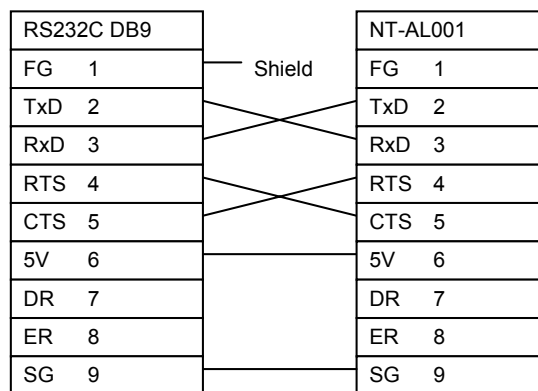 RS232C DB9 NT-AL001
FG 1 Shield FG 1
TxD 2 TxD 2
RxD 3 RxD 3
RTS 4 RTS 4
CTS 5 CTS 5
5V 6 5V 6
DR 7 DR 7
ER 8 ER 8
SG 9 SG 9